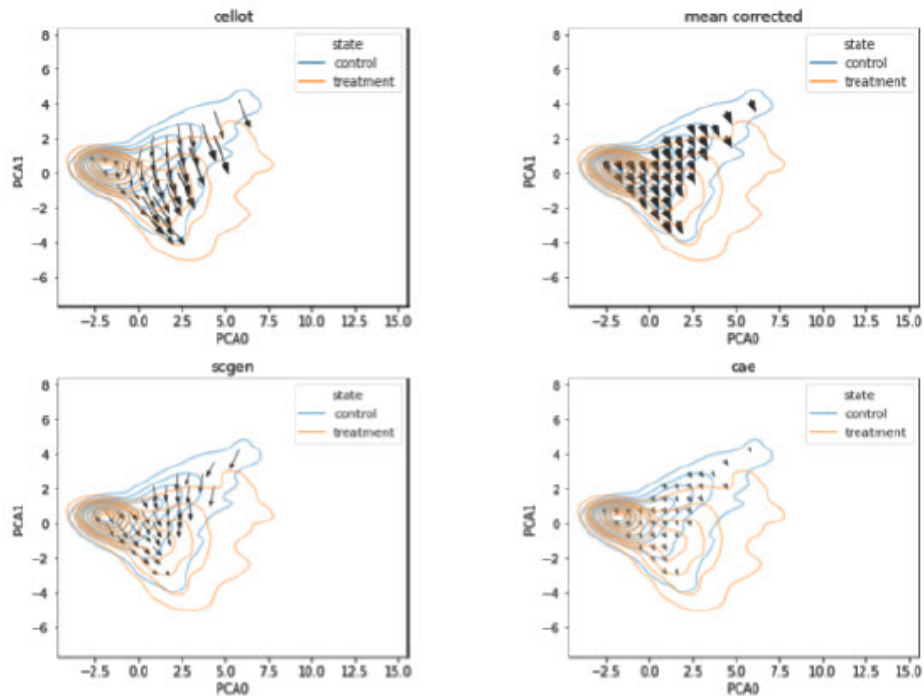 cellot
mean corrected
8
6
4
2
0
−2
−4
−6
PCA1
state
control
treatment
−2.5 0.0 2.5 5.0 7.5 10.0 12.5 15.0
PCA0
8
6
4
2
0
−2
−4
−6
PCA1
state
control
treatment
−2.5 0.0 2.5 5.0 7.5 10.0 12.5 15.0
PCA0
scgen
cae
8
6
4
2
0
−2
−4
−6
PCA1
state
control
treatment
−2.5 0.0 2.5 5.0 7.5 10.0 12.5 15.0
PCA0
8
6
4
2
0
−2
−4
−6
PCA1
state
control
treatment
−2.5 0.0 2.5 5.0 7.5 10.0 12.5 15.0
PCA0